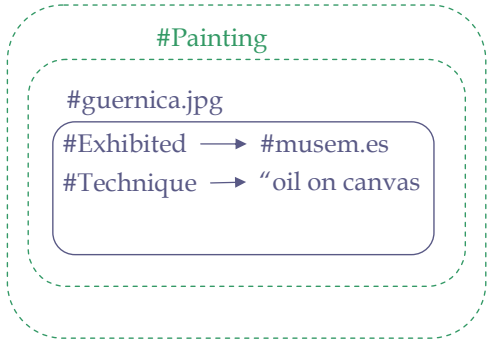 #Painting
#guernica.jpg
#Exhibited → #musem.es
#Technique → “oil on canvas